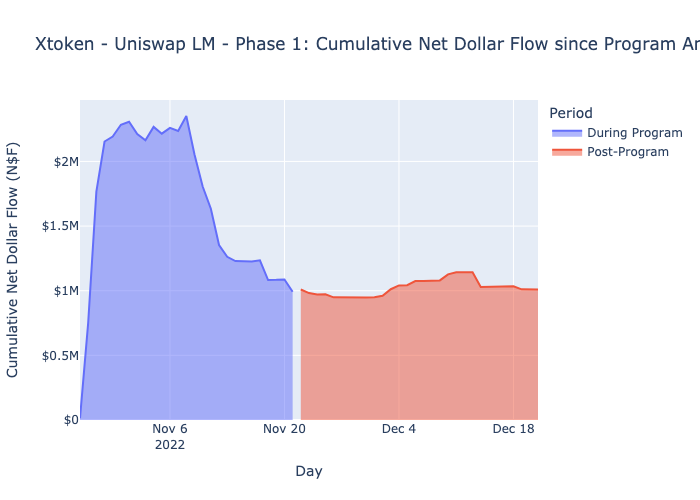 Xtoken - Uniswap LM - Phase 1: Cumulative Net Dollar Flow since Program
Period
During Program
Post-Program
Cumulative Net Dollar Flow (N$F)
$2M
$1.5M
$1M
$0.5M
$0
Nov 6
2022
Nov 20
Dec 4
Dec 18
Day